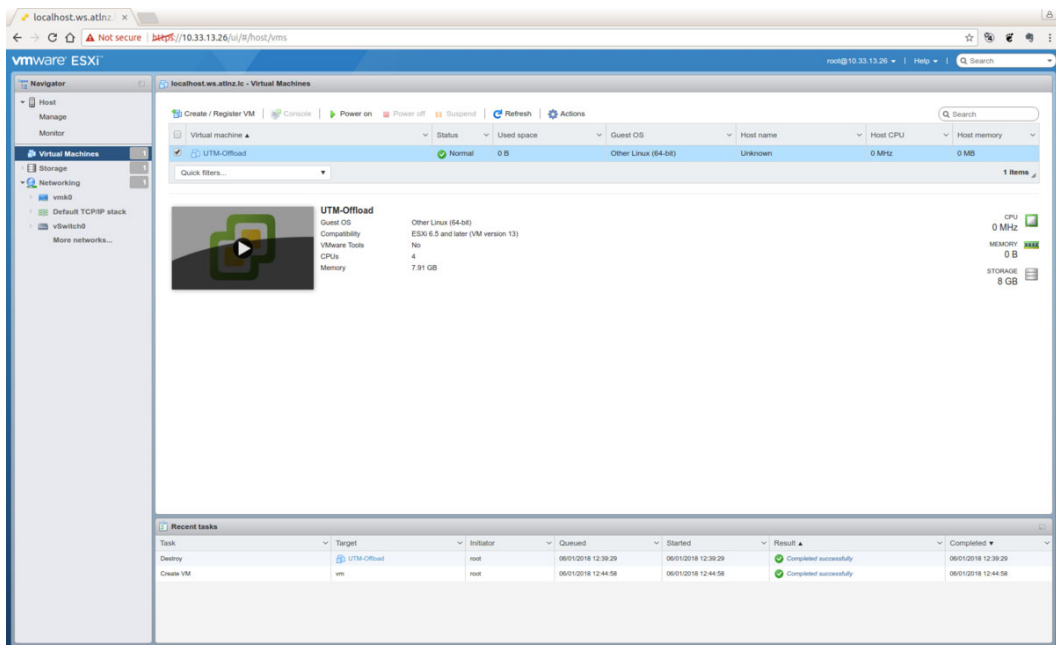 localhost.ws.atlnz. ×
Not secure | https://10.33.13.26/ui/#/host/vms
vmware ESXi
root@10.33.13.26 | Help | Search
Navigator
localhost.ws.atlnz.lc - Virtual Machines
Host
Manage
Monitor
Virtual Machines 1
Storage 1
Networking 1
vmk0
Default TCP/IP stack
vSwitch0
More networks...
Create / Register VM | Console | Power on Power off Suspend | Refresh | Actions
Search
Virtual machine ▲ Status Used space Guest OS Host name Host CPU Host memory
UTM-Offload Normal 0 B Other Linux (64-bit) Unknown 0 MHz 0 MB
Quick filters... 1 items
UTM-Offload
Guest OS Other Linux (64-bit)
Compatibility ESXi 6.5 and later (VM version 13)
VMware Tools No
CPUs 4
Memory 7.91 GB
CPU
0 MHz
MEMORY
0 B
STORAGE
8 GB
Recent tasks
Task Target Initiator Queued Started Result ▲ Completed ▼
Destroy UTM-Offload root 06/01/2018 12:39:29 06/01/2018 12:39:29 Completed successfully 06/01/2018 12:39:29
Create VM vm root 06/01/2018 12:44:58 06/01/2018 12:44:58 Completed successfully 06/01/2018 12:44:58